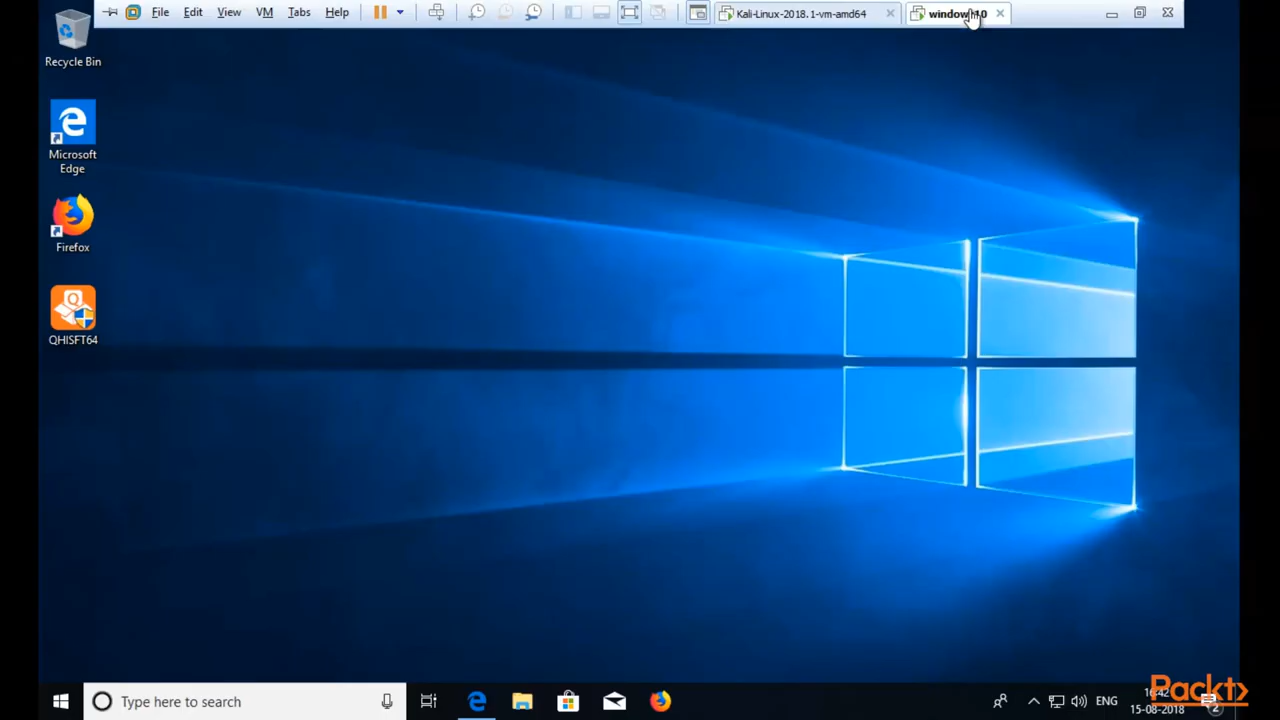 File Edit View VM Tabs Help
Kali-Linux-2018.1-vm-amd64
Recycle Bin
Microsoft
Edge
Firefox
QHISFT64
Type here to search
ENG
15-08-2018
2
Packt>